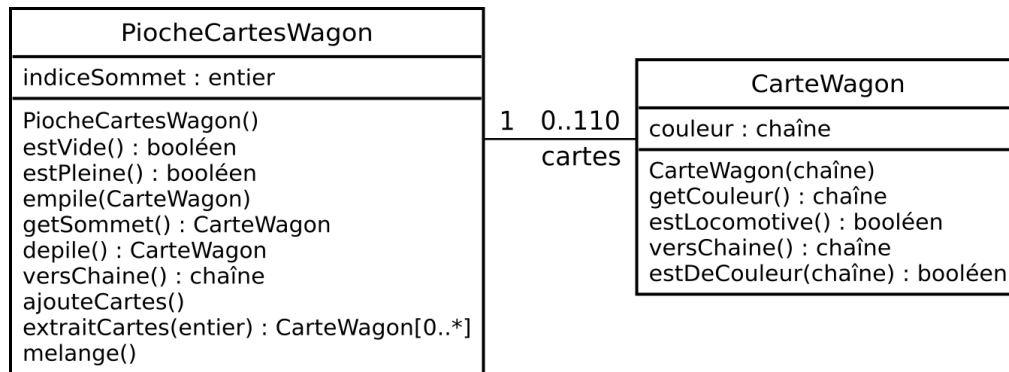 PiocheCartesWagon
indiceSommet : entier
PiocheCartesWagon()
estVide() : booléen
estPleine() : booléen
empile(CarteWagon)
getSommet() : CarteWagon
depile() : CarteWagon
versChaine() : chaîne
ajouteCartes()
extraitCartes(entier) : CarteWagon[0..*]
melange()
1 0..110
cartes
CarteWagon
couleur : chaîne
CarteWagon(chaîne)
getCouleur() : chaîne
estLocomotive() : booléen
versChaine() : chaîne
estDeCouleur(chaîne) : booléen